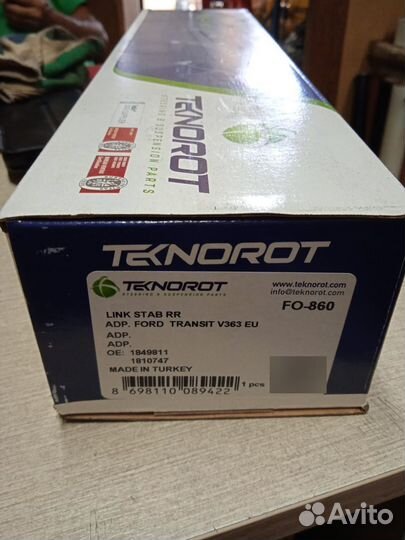 TEKNOROT
STEERING & SUSPENSION PARTS
TEKNOROT
TEKNOROT
STEERING & SUSPENSION PARTS
www.teknorot.com
info@teknorot.com
FO-860
LINK STAB RR
ADP. FORD TRANSIT V363 EU
ADP.
ADP.
OE: 1849811
1810747
MADE IN TURKEY
1 pcs
8 698110 089422
Avito